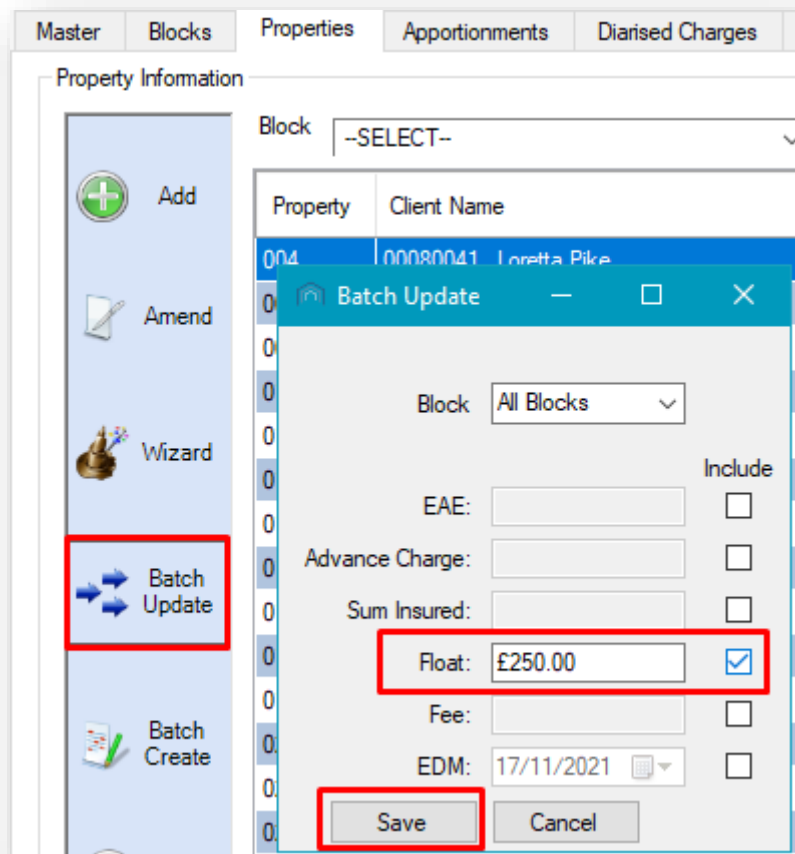 Master Blocks Properties Apportionments Diarised Charges
Property Information
Block --SELECT--
Add
Amend
Wizard
Batch
Update
Batch
Create
Property Client Name
004 00080041 Loretta Pike
Batch Update
Block All Blocks
Include
EAE:
Advance Charge:
Sum Insured:
Float: £250.00
Fee:
EDM: 17/11/2021
Save Cancel